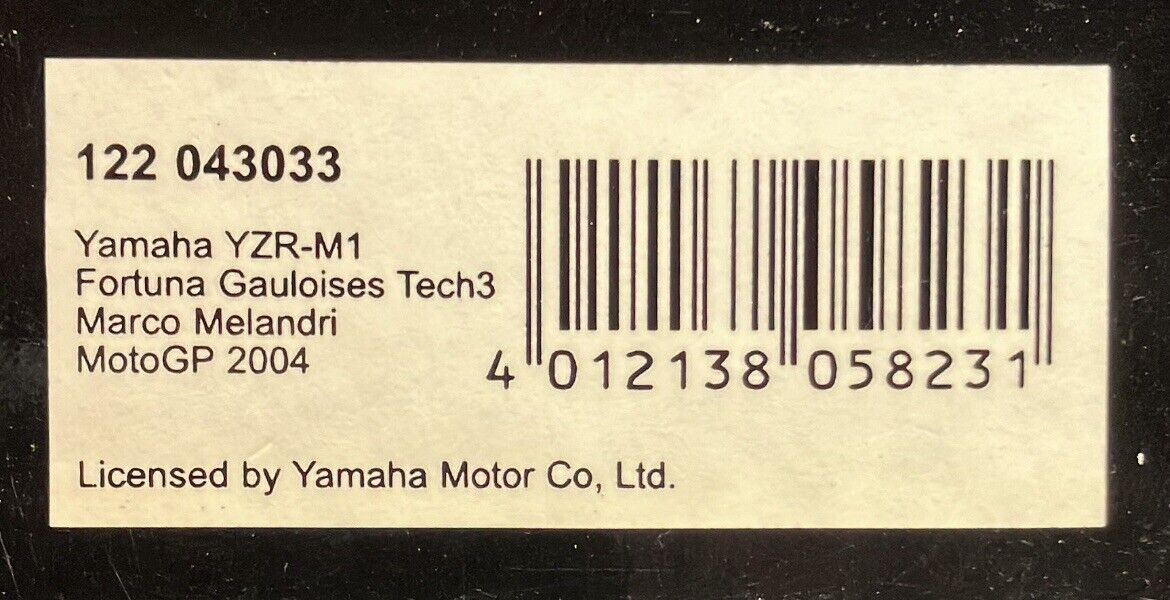 122 043033
Yamaha YZR-M1
Fortuna Gauloises Tech3
Marco Melandri
MotoGP 2004
4 012138 058231
Licensed by Yamaha Motor Co, Ltd.